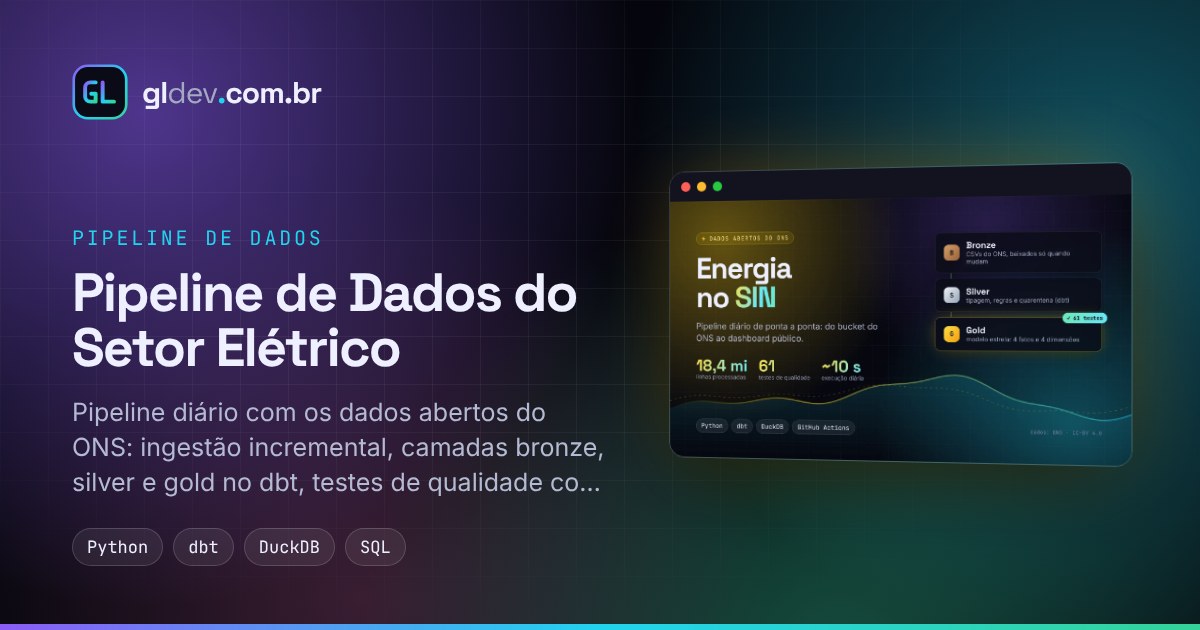 GL
gldev.com.br
PIPELINE DE DADOS
Pipeline de Dados do
Setor Elétrico
Pipeline diário com os dados abertos do
ONS: ingestão incremental, camadas bronze,
silver e gold no dbt, testes de qualidade co...
Python dbt DuckDB SQL
DADOS ABERTOS DO ONS
Energia
no SIN
Pipeline diário de ponta a ponta: do bucket do
ONS ao dashboard público.
18,4 mi 61 ~10 s
linhas processadas testes de qualidade execução diária
Python dbt DuckDB GitHub Actions
B Bronze
CSVs do ONS, baixados só quando
mudam
S Silver
tipagem, regras e quarentena (dbt)
✓ 61 testes
G Gold
modelo estrela: 4 fatos e 4 dimensões